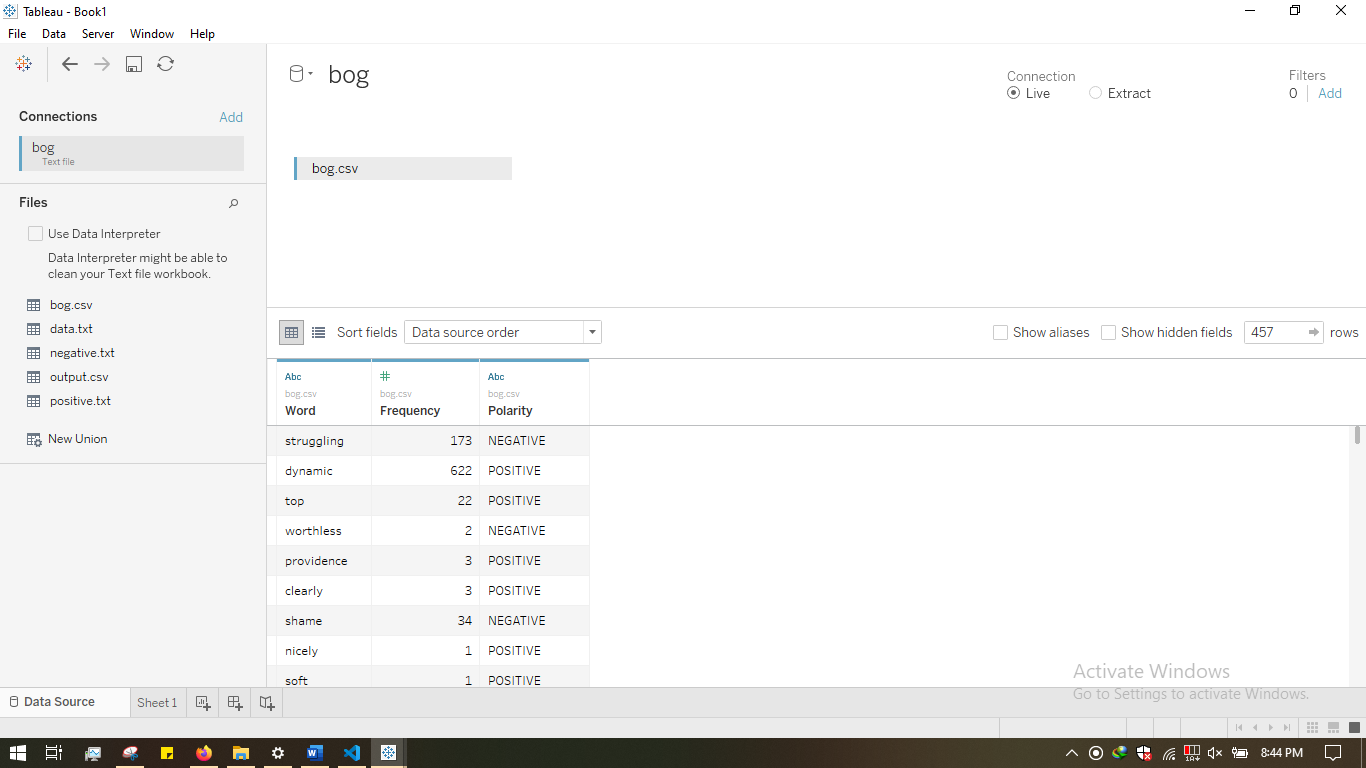 Tableau - Book1
File Data Server Window Help
Connections Add
bog
Text file
Files
Use Data Interpreter
Data Interpreter might be able to
clean your Text file workbook.
bog.csv
data.txt
negative.txt
output.csv
positive.txt
New Union
bog
Connection
Live Extract
Filters
0 Add
bog.csv
Sort fields Data source order Show aliases Show hidden fields 457 rows
Abc # Abc
bog.csv bog.csv bog.csv
Word Frequency Polarity
struggling 173 NEGATIVE
dynamic 622 POSITIVE
top 22 POSITIVE
worthless 2 NEGATIVE
providence 3 POSITIVE
clearly 3 POSITIVE
shame 34 NEGATIVE
nicely 1 POSITIVE
soft 1 POSITIVE
Activate Windows
Go to Settings to activate Windows.
Data Source Sheet 1
8:44 PM